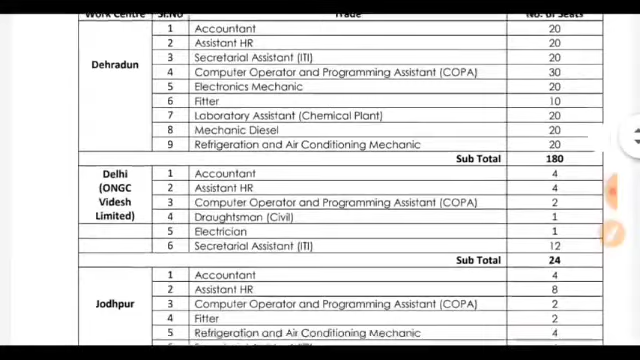 Work Centre Sl.No Trade No. of Seats
1 Accountant 20
2 Assistant HR 20
3 Secretarial Assistant (ITI) 20
Dehradun 4 Computer Operator and Programming Assistant (COPA) 30
5 Electronics Mechanic 20
6 Fitter 10
7 Laboratory Assistant (Chemical Plant) 20
8 Mechanic Diesel 20
9 Refrigeration and Air Conditioning Mechanic 20
Sub Total 180
Delhi 1 Accountant 4
(ONGC 2 Assistant HR 4
Videsh 3 Computer Operator and Programming Assistant (COPA) 2
Limited) 4 Draughtsman (Civil) 1
5 Electrician 1
6 Secretarial Assistant (ITI) 12
Sub Total 24
1 Accountant 4
2 Assistant HR 8
Jodhpur 3 Computer Operator and Programming Assistant (COPA) 2
4 Fitter 2
5 Refrigeration and Air Conditioning Mechanic 4